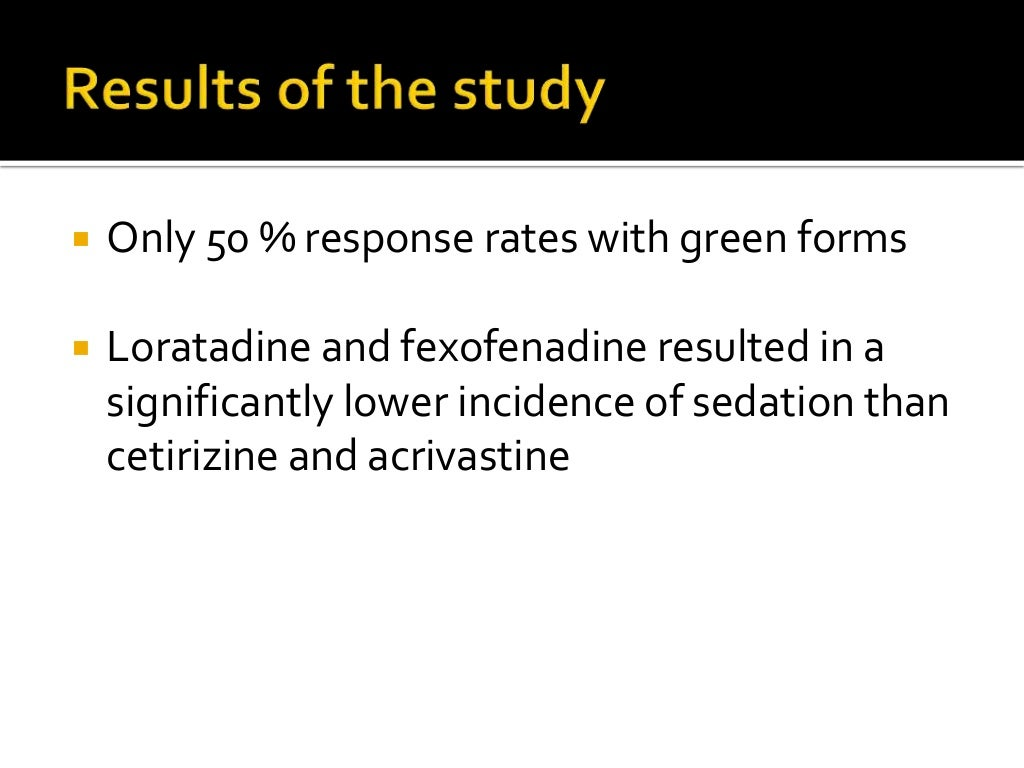 Results of the study
Only 50 % response rates with green forms
Loratadine and fexofenadine resulted in a
significantly lower incidence of sedation than
cetirizine and acrivastine